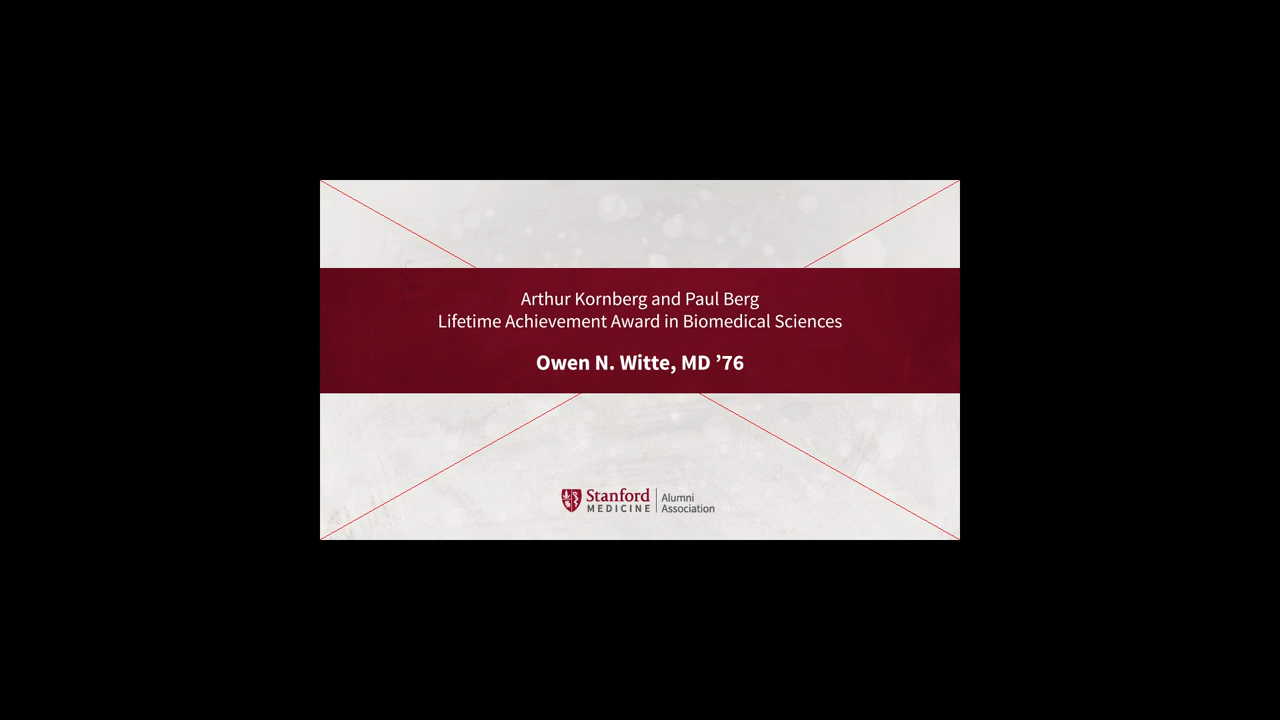 Arthur Kornberg and Paul Berg
Lifetime Achievement Award in Biomedical Sciences
Owen N. Witte, MD ’76
Stanford
MEDICINE
Alumni
Association